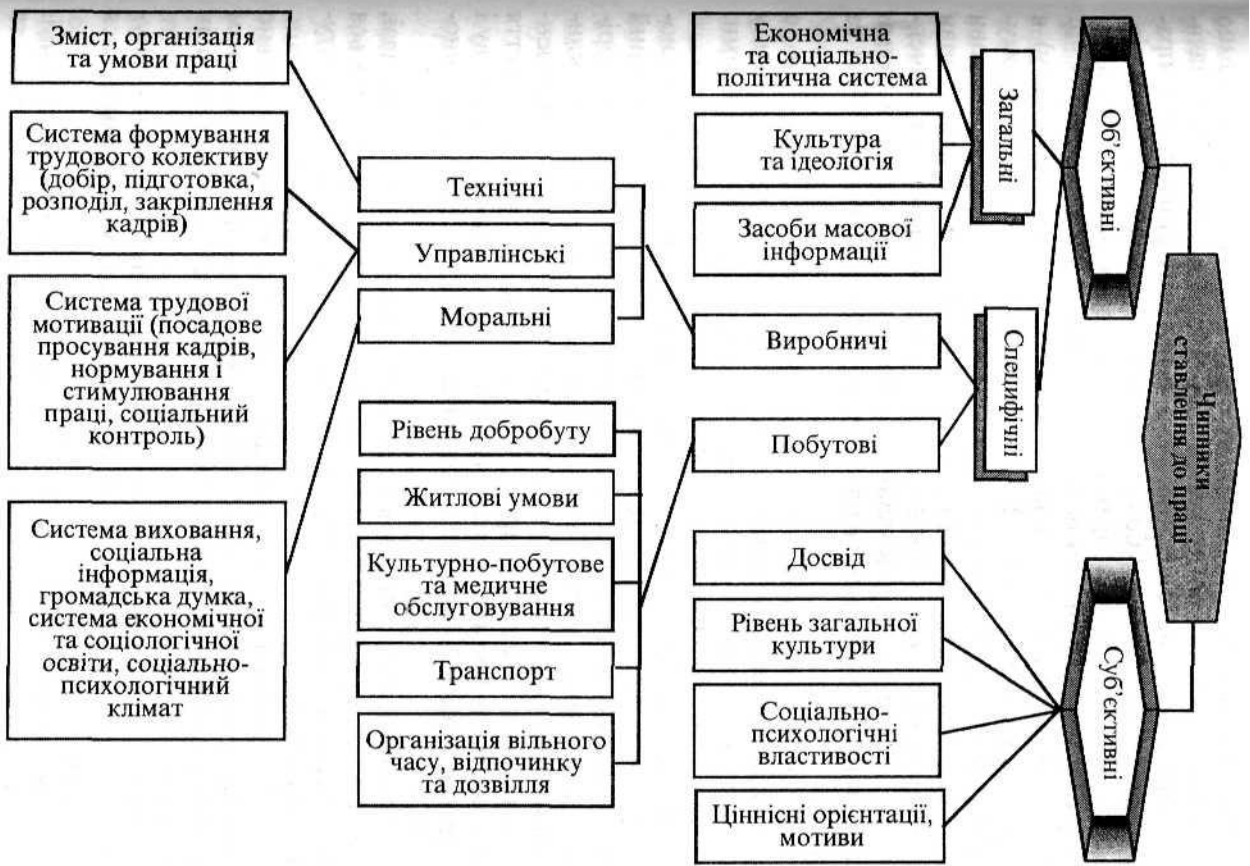 Чинники
ставлення до праці
Об’єктивні
Загальні
Економічна
та соціально-
політична система
Культура
та ідеологія
Засоби масової
інформації
Специфічні
Виробничі
Технічні
Зміст, організація
та умови праці
Управлінські
Система формування
трудового колективу
(добір, підготовка,
розподіл, закріплення
кадрів)
Система трудової
мотивації (посадове
просування кадрів,
нормування і
стимулювання
праці, соціальний
контроль)
Моральні
Система виховання,
соціальна
інформація,
громадська думка,
система економічної
та соціологічної
освіти, соціально-
психологічний
клімат
Побутові
Рівень добробуту
Житлові умови
Культурно-побутове
та медичне
обслуговування
Транспорт
Організація вільного
часу, відпочинку
та дозвілля
Суб’єктивні
Досвід
Рівень загальної
культури
Соціально-
психологічні
властивості
Ціннісні орієнтації,
мотиви